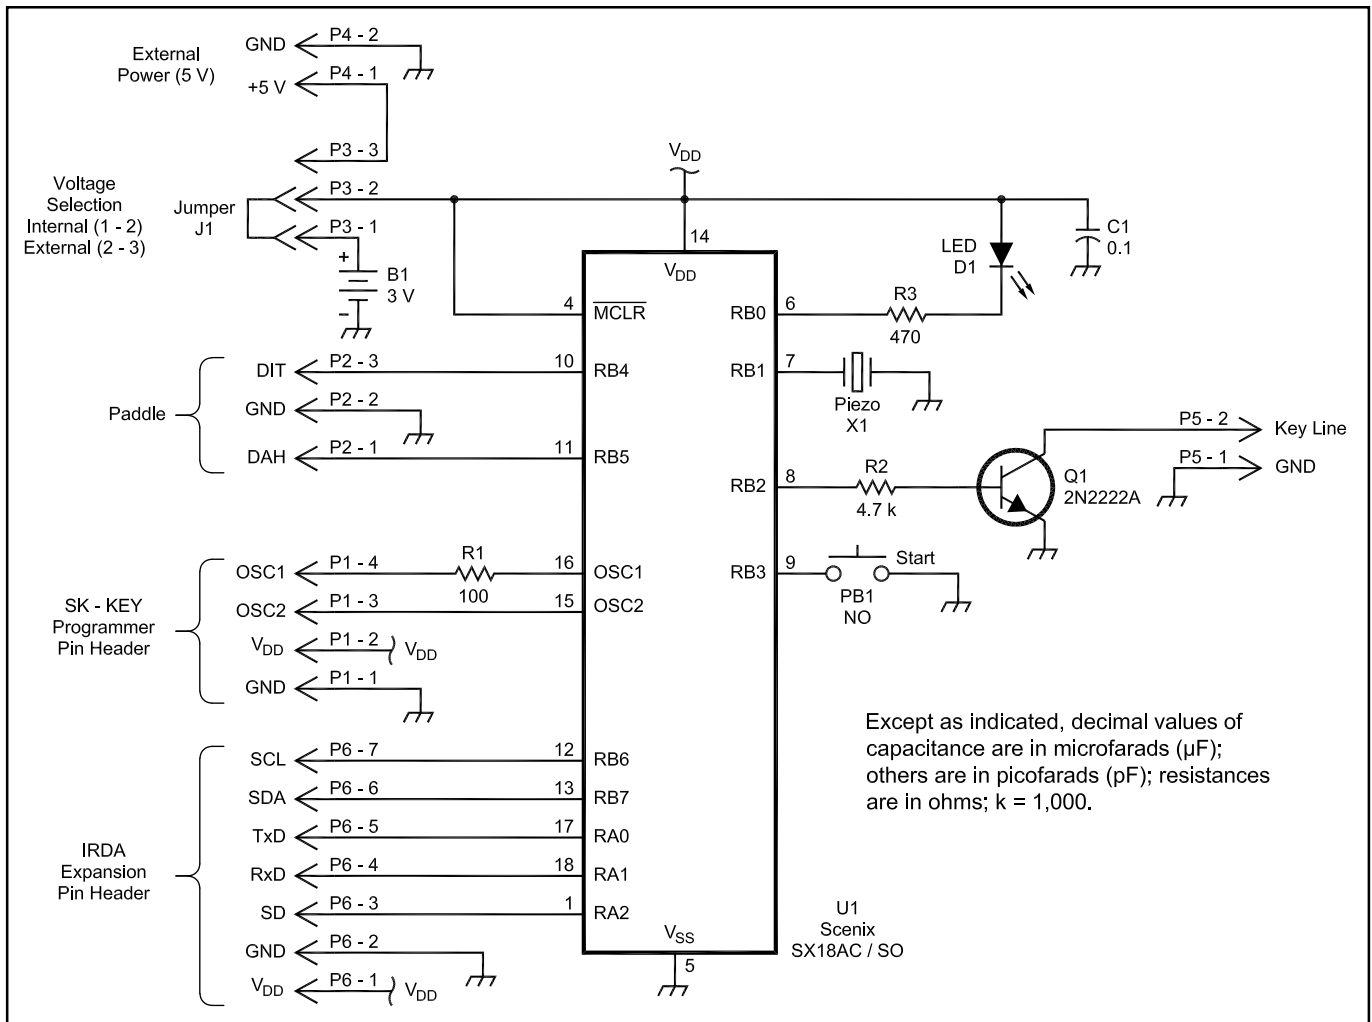 External
Power (5 V)
GND P4 - 2
+5 V P4 - 1
P3 - 3
Voltage
Selection
Internal (1 - 2)
External (2 - 3)
Jumper
J1
P3 - 2
P3 - 1
+
B1
3 V
-
V_DD
14
V_DD
LED
D1
C1
0.1
4 MCLR
RB0 6
R3
470
Paddle
DIT P2 - 3 10 RB4
GND P2 - 2
DAH P2 - 1 11 RB5
RB1 7
Piezo
X1
RB2 8
R2
4.7 k
Q1
2N2222A
P5 - 2 Key Line
P5 - 1 GND
RB3 9
Start
PB1
NO
SK - KEY
Programmer
Pin Header
OSC1 P1 - 4
R1
100
16 OSC1
OSC2 P1 - 3 15 OSC2
V_DD P1 - 2 V_DD
GND P1 - 1
IRDA
Expansion
Pin Header
SCL P6 - 7 12 RB6
SDA P6 - 6 13 RB7
TxD P6 - 5 17 RA0
RxD P6 - 4 18 RA1
SD P6 - 3 1 RA2
GND P6 - 2
V_DD P6 - 1 V_DD
V_SS
5
U1
Scenix
SX18AC / SO
Except as indicated, decimal values of
capacitance are in microfarads (µF);
others are in picofarads (pF); resistances
are in ohms; k = 1,000.